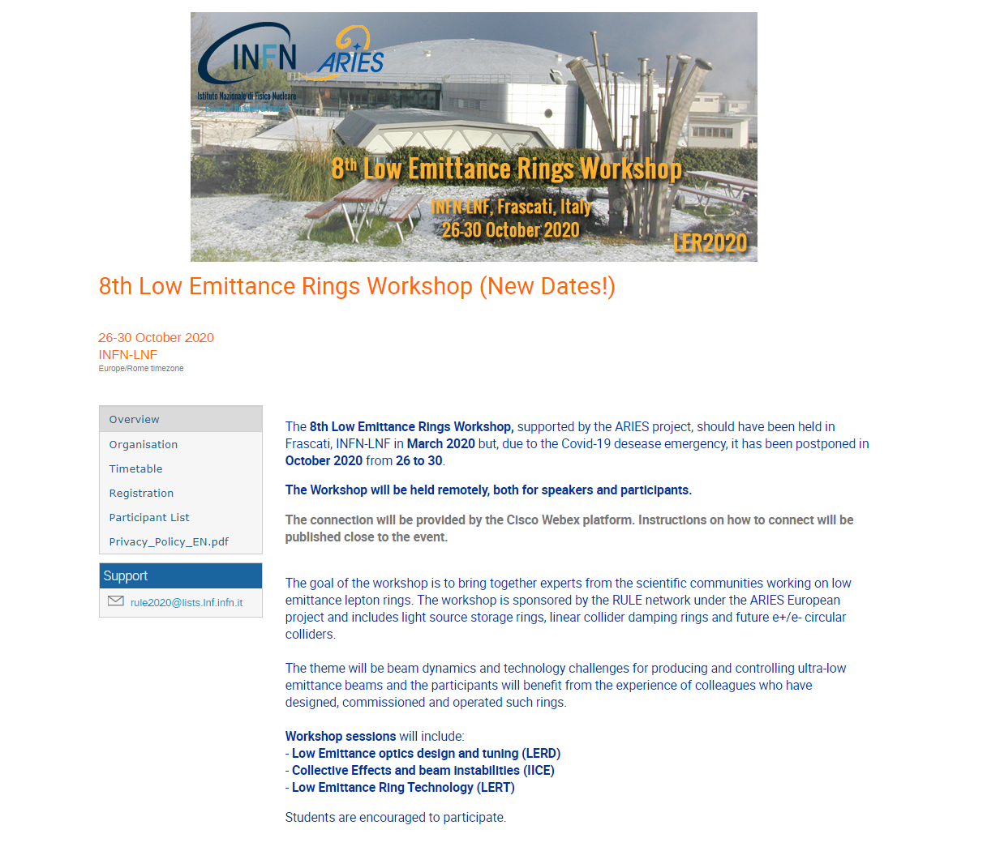 INFN
ARIES
Istituto Nazionale di Fisica Nucleare
8th Low Emittance Rings Workshop
INFN-LNF, Frascati, Italy
26-30 October 2020
LER2020
8th Low Emittance Rings Workshop (New Dates!)
26-30 October 2020
INFN-LNF
Europe/Rome timezone
Overview
Organisation
Timetable
Registration
Participant List
Privacy_Policy_EN.pdf
Support
rule2020@lists.lnf.infn.it
The 8th Low Emittance Rings Workshop, supported by the ARIES project, should have been held in
Frascati, INFN-LNF in March 2020 but, due to the Covid-19 desease emergency, it has been postponed in
October 2020 from 26 to 30.
The Workshop will be held remotely, both for speakers and participants.
The connection will be provided by the Cisco Webex platform. Instructions on how to connect will be
published close to the event.
The goal of the workshop is to bring together experts from the scientific communities working on low
emittance lepton rings. The workshop is sponsored by the RULE network under the ARIES European
project and includes light source storage rings, linear collider damping rings and future e+/e- circular
colliders.
The theme will be beam dynamics and technology challenges for producing and controlling ultra-low
emittance beams and the participants will benefit from the experience of colleagues who have
designed, commissioned and operated such rings.
Workshop sessions will include:
- Low Emittance optics design and tuning (LERD)
- Collective Effects and beam instabilities (IICE)
- Low Emittance Ring Technology (LERT)
Students are encouraged to participate.